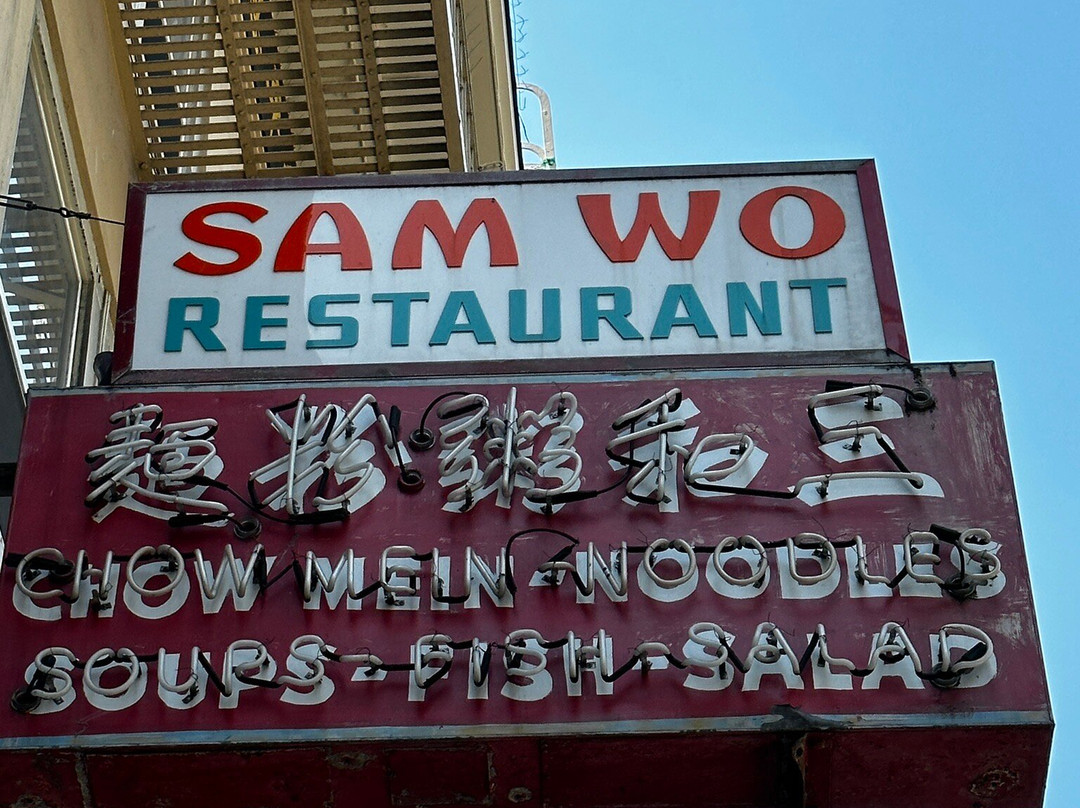 SAM WO
RESTAURANT
三和粥粉麵
CHOW MEIN-NOODLES
SOUPS-FISH-SALAD